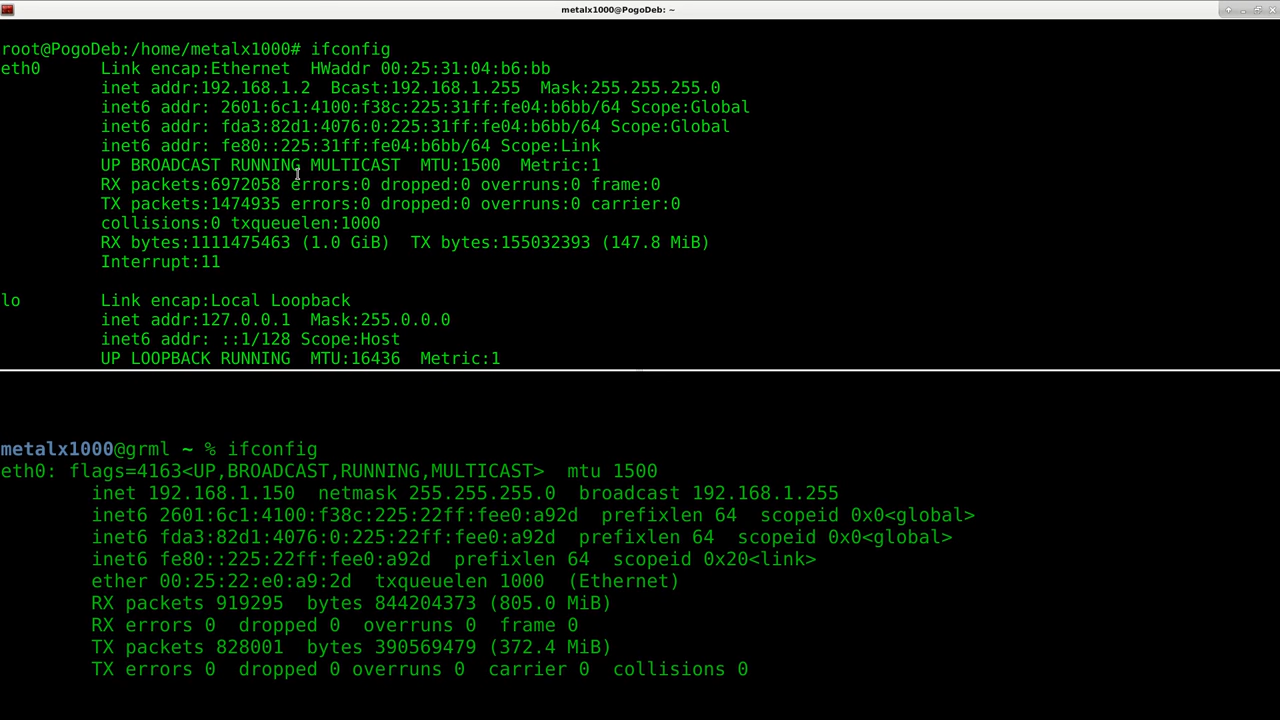 metalx1000@PogoDeb: ~
root@PogoDeb:/home/metalx1000# ifconfig
eth0      Link encap:Ethernet  HWaddr 00:25:31:04:b6:bb
          inet addr:192.168.1.2  Bcast:192.168.1.255  Mask:255.255.255.0
          inet6 addr: 2601:6c1:4100:f38c:225:31ff:fe04:b6bb/64 Scope:Global
          inet6 addr: fda3:82d1:4076:0:225:31ff:fe04:b6bb/64 Scope:Global
          inet6 addr: fe80::225:31ff:fe04:b6bb/64 Scope:Link
          UP BROADCAST RUNNING MULTICAST  MTU:1500  Metric:1
          RX packets:6972058 errors:0 dropped:0 overruns:0 frame:0
          TX packets:1474935 errors:0 dropped:0 overruns:0 carrier:0
          collisions:0 txqueuelen:1000
          RX bytes:1111475463 (1.0 GiB)  TX bytes:155032393 (147.8 MiB)
          Interrupt:11
lo        Link encap:Local Loopback
          inet addr:127.0.0.1  Mask:255.0.0.0
          inet6 addr: ::1/128 Scope:Host
          UP LOOPBACK RUNNING  MTU:16436  Metric:1
metalx1000@grml ~ % ifconfig
eth0: flags=4163<UP,BROADCAST,RUNNING,MULTICAST>  mtu 1500
        inet 192.168.1.150  netmask 255.255.255.0  broadcast 192.168.1.255
        inet6 2601:6c1:4100:f38c:225:22ff:fee0:a92d  prefixlen 64  scopeid 0x0<global>
        inet6 fda3:82d1:4076:0:225:22ff:fee0:a92d  prefixlen 64  scopeid 0x0<global>
        inet6 fe80::225:22ff:fee0:a92d  prefixlen 64  scopeid 0x20<link>
        ether 00:25:22:e0:a9:2d  txqueuelen 1000  (Ethernet)
        RX packets 919295  bytes 844204373 (805.0 MiB)
        RX errors 0  dropped 0  overruns 0  frame 0
        TX packets 828001  bytes 390569479 (372.4 MiB)
        TX errors 0  dropped 0 overruns 0  carrier 0  collisions 0